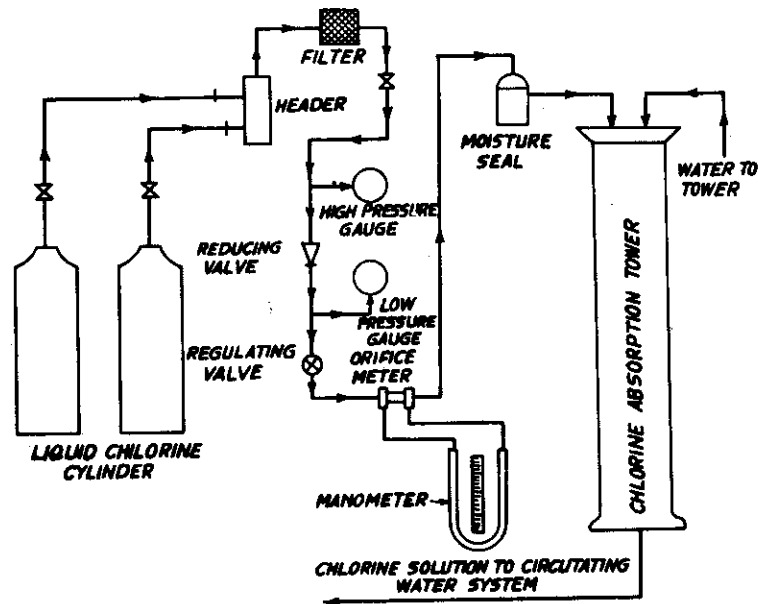 FILTER
HEADER
MOISTURE
SEAL
WATER TO
TOWER
HIGH PRESSURE
GAUGE
REDUCING
VALVE
LOW
PRESSURE
GAUGE
REGULATING
VALVE
ORIFICE
METER
CHLORINE ABSORPTION TOWER
LIQUID CHLORINE
CYLINDER
MANOMETER
CHLORINE SOLUTION TO CIRCUTATING
WATER SYSTEM